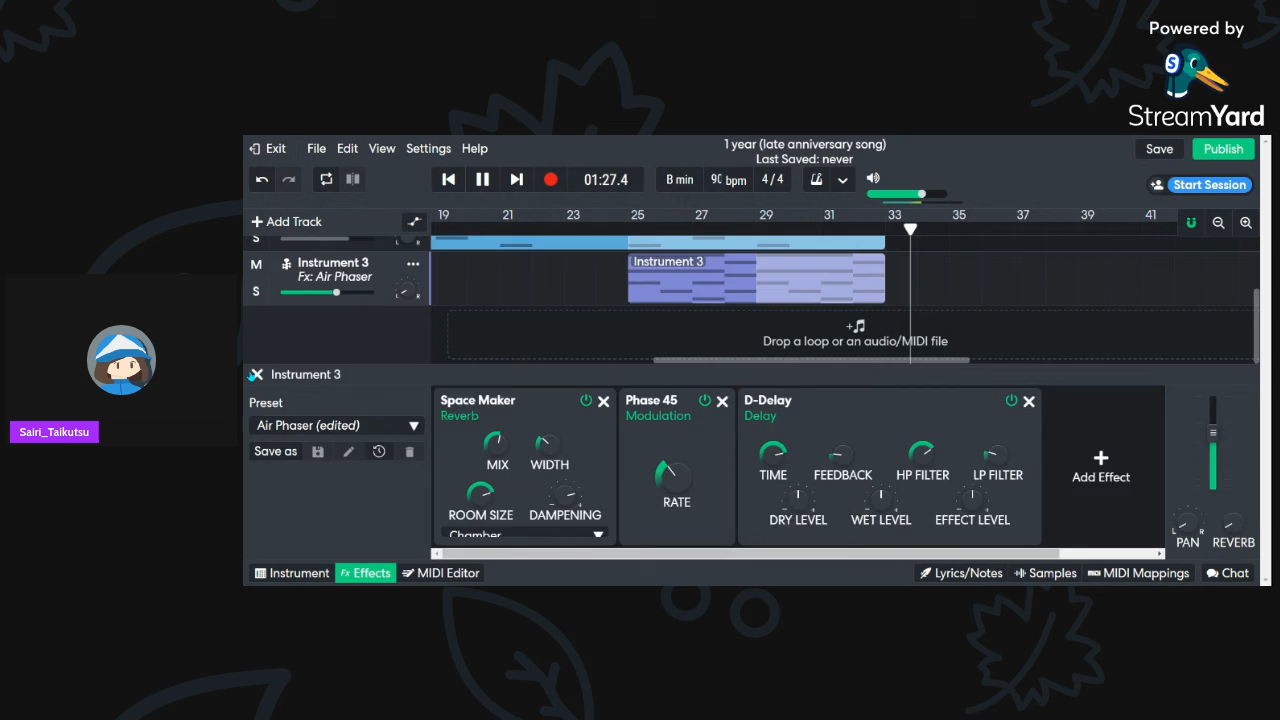 Powered by
S
StreamYard
Exit File Edit View Settings Help
1 year (late anniversary song)
Last Saved: never
Save Publish
01:27.4 B min 90 bpm 4/4
Start Session
Add Track
19 21 23 25 27 29 31 33 35 37 39 41
S L R
M Instrument 3
Fx: Air Phaser
S L R
Instrument 3
Drop a loop or an audio/MIDI file
Sairi_Taikutsu
Instrument 3
Preset
Air Phaser (edited)
Save as
Space Maker
Reverb
MIX WIDTH
ROOM SIZE DAMPENING
Chamber
Phase 45
Modulation
RATE
D-Delay
Delay
TIME FEEDBACK HP FILTER LP FILTER
DRY LEVEL WET LEVEL EFFECT LEVEL
Add Effect
L R
PAN REVERB
Instrument Fx Effects MIDI Editor
Lyrics/Notes Samples MIDI Mappings Chat